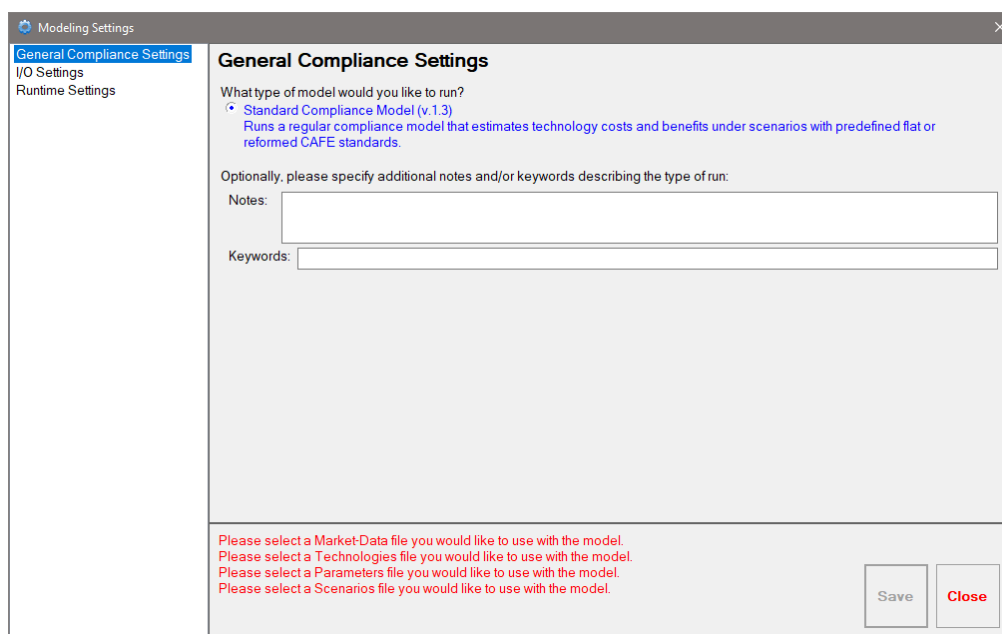 Modeling Settings
General Compliance Settings
I/O Settings
Runtime Settings
General Compliance Settings
What type of model would you like to run?
Standard Compliance Model (v.1.3)
Runs a regular compliance model that estimates technology costs and benefits under scenarios with predefined flat or
reformed CAFE standards.
Optionally, please specify additional notes and/or keywords describing the type of run:
Notes:
Keywords:
Please select a Market-Data file you would like to use with the model.
Please select a Technologies file you would like to use with the model.
Please select a Parameters file you would like to use with the model.
Please select a Scenarios file you would like to use with the model.
Save
Close